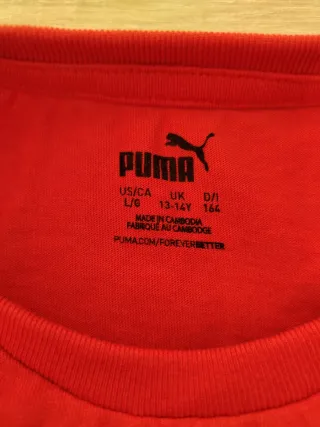 PUMA
US/CA UK D/I
L/G 13-14Y 164
MADE IN CAMBODIA
FABRIQUÉ AU CAMBODGE
PUMA.COM/FOREVERBETTER